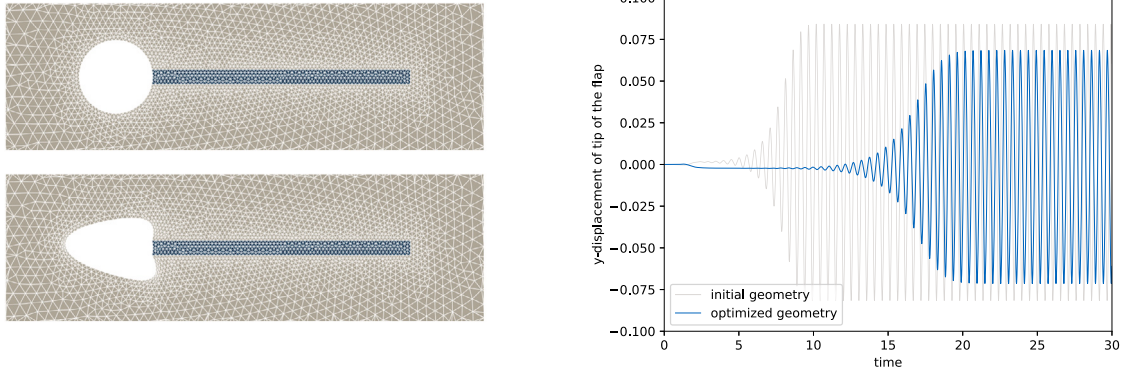 0.100
0.075
0.050
0.025
0.000
−0.025
−0.050
−0.075
−0.100
y-displacement of tip of the flap
initial geometry
optimized geometry
0 5 10 15 20 25 30
time